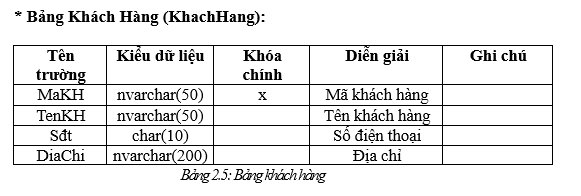 * Bảng Khách Hàng (KhachHang):
Tên trường | Kiểu dữ liệu | Khóa chính | Diễn giải | Ghi chú
MaKH | nvarchar(50) | x | Mã khách hàng
TenKH | nvarchar(50) | Tên khách hàng
Sđt | char(10) | Số điện thoại
DiaChi | nvarchar(200) | Địa chỉ
Bảng 2.5: Bảng khách hàng